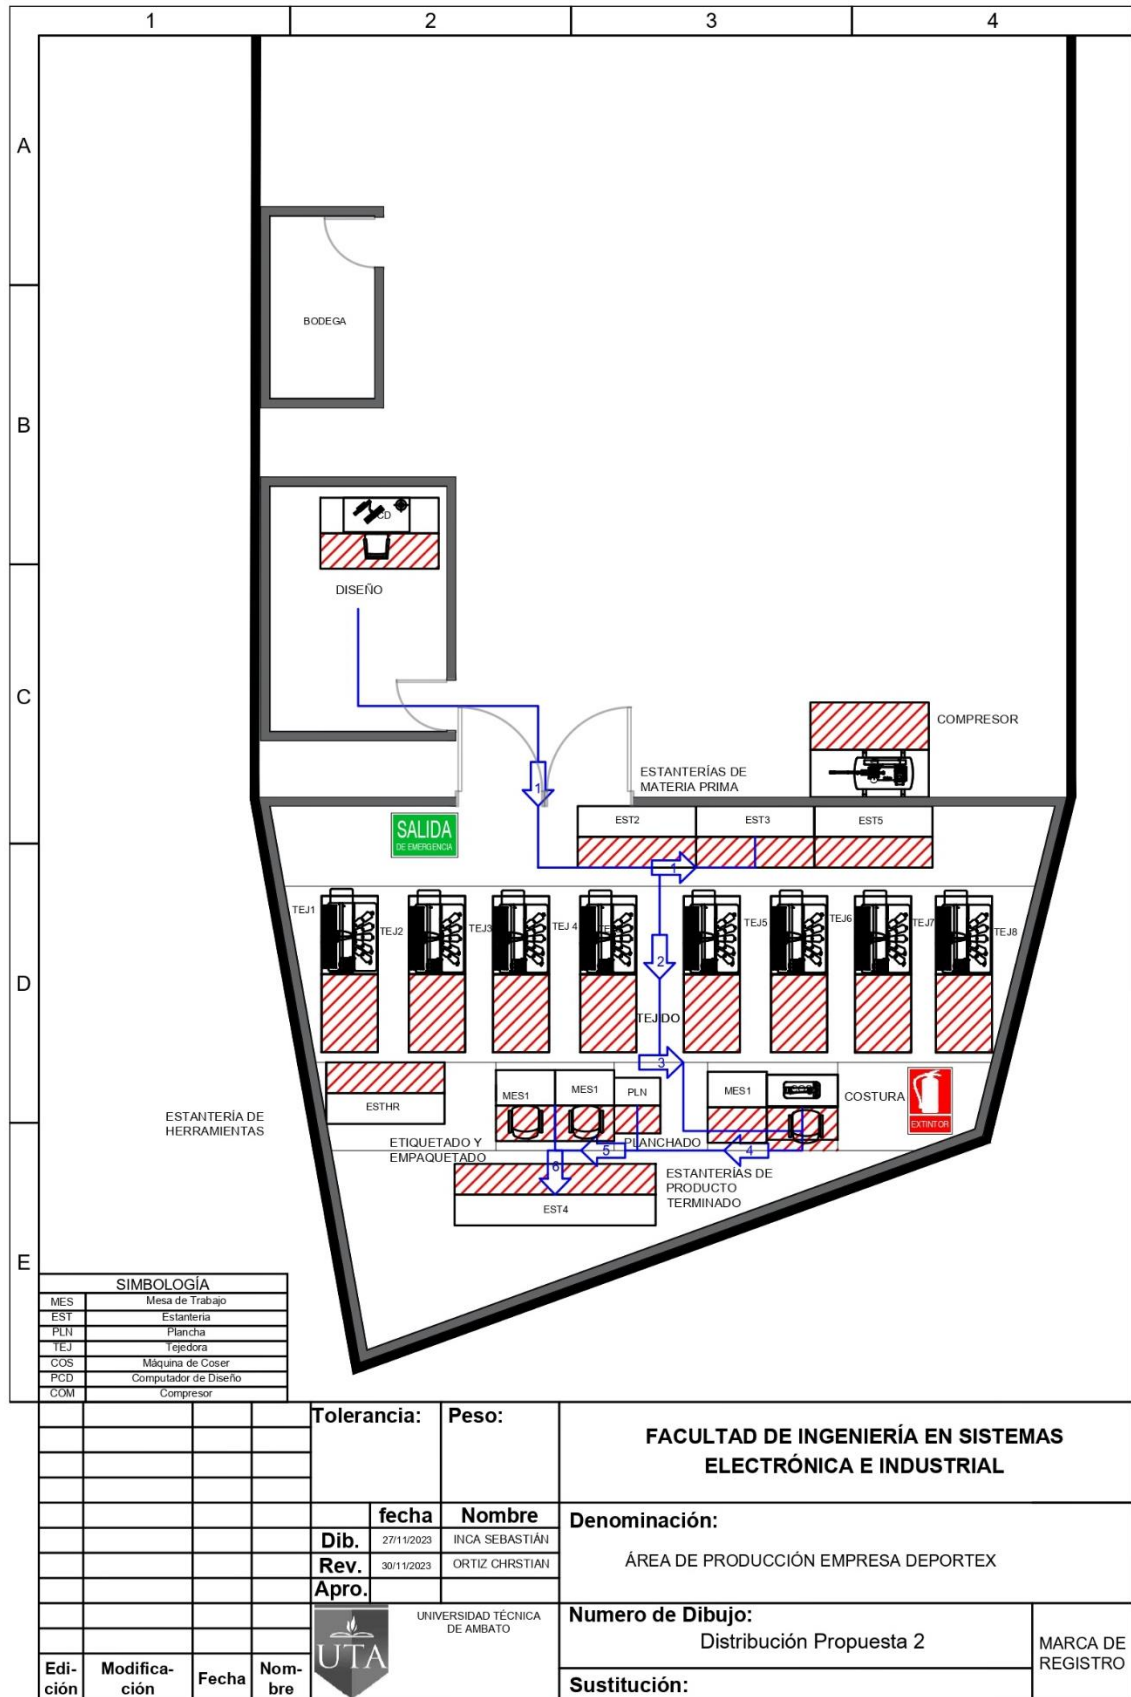 1 2 3 4
A
B
C
D
E
BODEGA
CD
DISEÑO
COMPRESOR
ESTANTERÍAS DE
MATERIA PRIMA
1
SALIDA
DE EMERGENCIA
EST2 EST3 EST5
1
TEJ1 TEJ2 TEJ3 TEJ 4 TEJ5 TEJ6 TEJ7 TEJ8
2
TEJIDO
3
ESTHR
MES1 MES1 PLN MES1
COSTURA
EXTINTOR
ESTANTERÍA DE
HERRAMIENTAS
ETIQUETADO Y
EMPAQUETADO
PLANCHADO
4
5
6
ESTANTERÍAS DE
PRODUCTO
TERMINADO
EST4
SIMBOLOGÍA
MES Mesa de Trabajo
EST Estanteria
PLN Plancha
TEJ Tejedora
COS Máquina de Coser
PCD Computador de Diseño
COM Compresor
Tolerancia: Peso:
FACULTAD DE INGENIERÍA EN SISTEMAS
ELECTRÓNICA E INDUSTRIAL
fecha Nombre
Dib. 27/11/2023 INCA SEBASTIÁN
Rev. 30/11/2023 ORTIZ CHRSTIAN
Apro.
Denominación:
ÁREA DE PRODUCCIÓN EMPRESA DEPORTEX
UTA
UNIVERSIDAD TÉCNICA
DE AMBATO
Numero de Dibujo:
Distribución Propuesta 2
MARCA DE
REGISTRO
Edi-
ción
Modifica-
ción
Fecha
Nom-
bre
Sustitución: